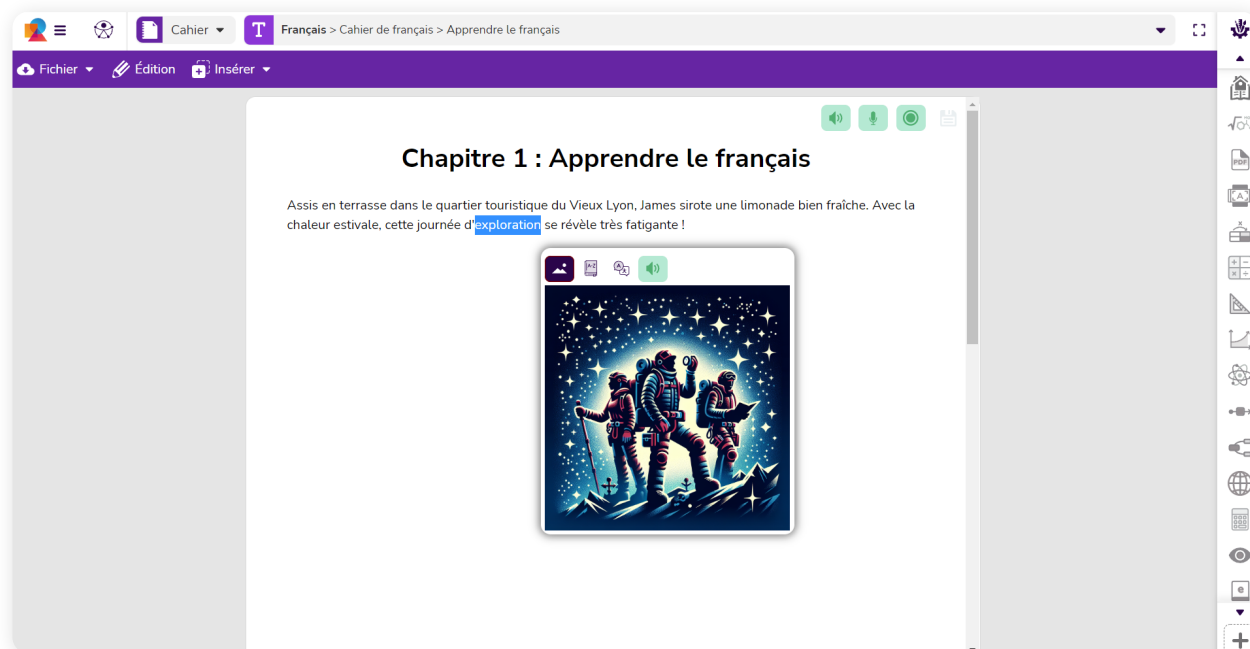 Cahier
T
Français > Cahier de français > Apprendre le français
Fichier
Édition
Insérer
Chapitre 1 : Apprendre le français
Assis en terrasse dans le quartier touristique du Vieux Lyon, James sirote une limonade bien fraîche. Avec la
chaleur estivale, cette journée d'exploration se révèle très fatigante !
A-Z
PDF
A
e